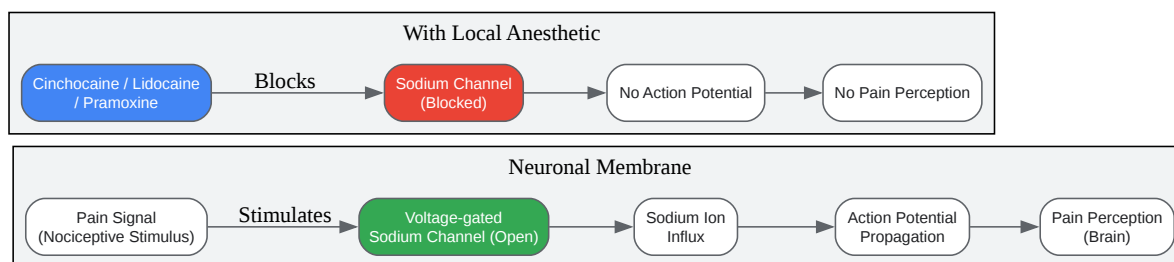 With Local Anesthetic
Cinchocaine / Lidocaine
/ Pramoxine
Blocks
Sodium Channel
(Blocked)
No Action Potential
No Pain Perception
Neuronal Membrane
Pain Signal
(Nociceptive Stimulus)
Stimulates
Voltage-gated
Sodium Channel (Open)
Sodium Ion
Influx
Action Potential
Propagation
Pain Perception
(Brain)